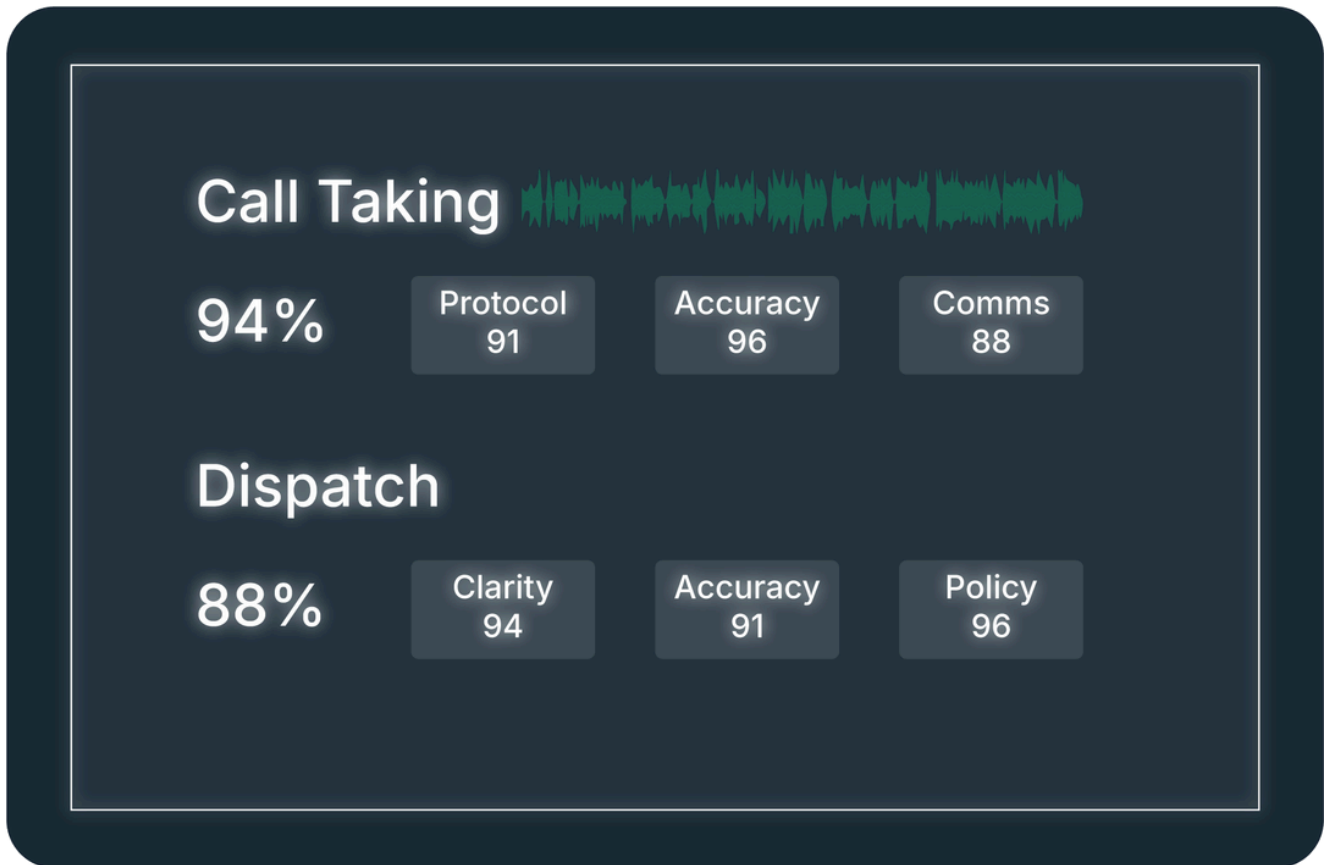 Call Taking
94%
Protocol
91
Accuracy
96
Comms
88
Dispatch
88%
Clarity
94
Accuracy
91
Policy
96